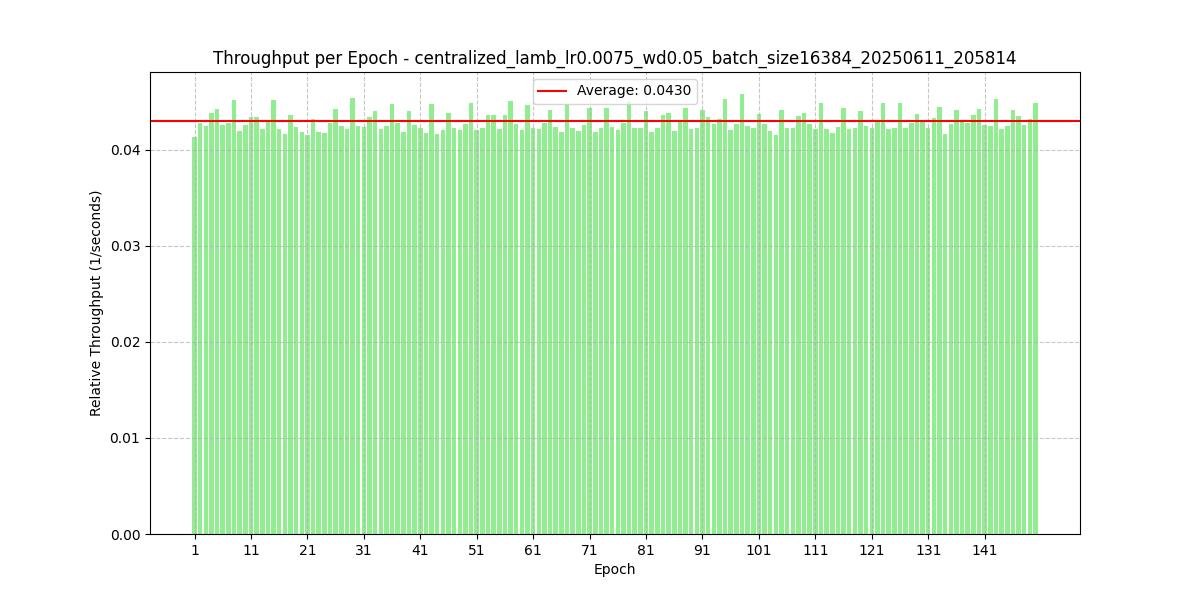 Throughput per Epoch - centralized_lamb_lr0.0075_wd0.05_batch_size16384_20250611_205814
Average: 0.0430
Relative Throughput (1/seconds)
0.04
0.03
0.02
0.01
0.00
1 11 21 31 41 51 61 71 81 91 101 111 121 131 141
Epoch